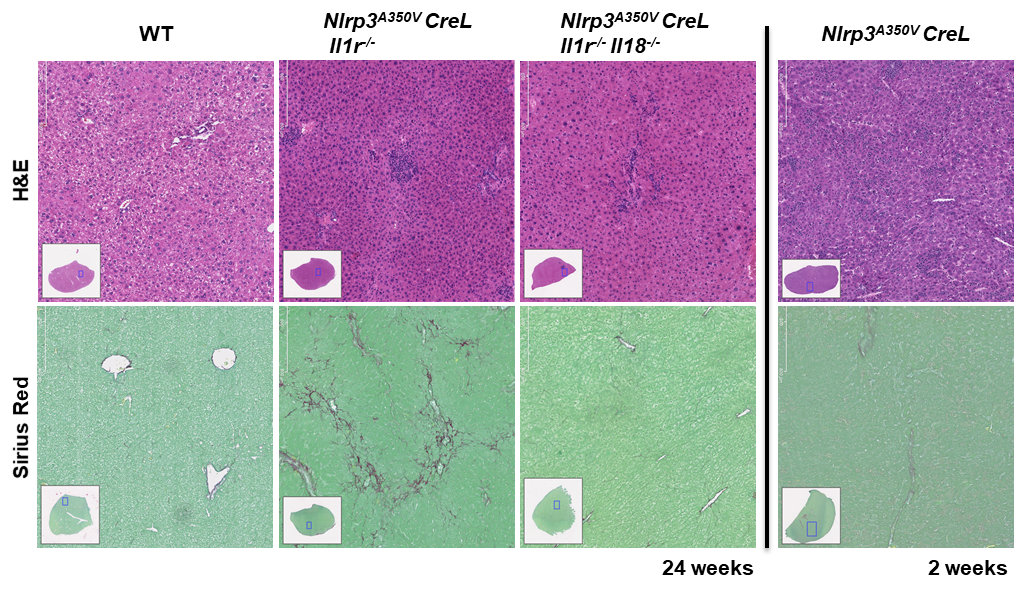 WT
Nlrp3A350V CreL
Il1r-/-
Nlrp3A350V CreL
Il1r-/- Il18-/-
Nlrp3A350V CreL
H&E
Sirius Red
24 weeks
2 weeks